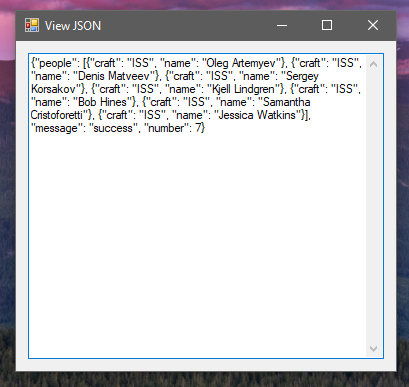 View JSON
{"people": [{"craft": "ISS", "name": "Oleg Artemyev"}, {"craft": "ISS",
"name": "Denis Matveev"}, {"craft": "ISS", "name": "Sergey
Korsakov"}, {"craft": "ISS", "name": "Kjell Lindgren"}, {"craft": "ISS",
"name": "Bob Hines"}, {"craft": "ISS", "name": "Samantha
Cristoforetti"}, {"craft": "ISS", "name": "Jessica Watkins"}],
"message": "success", "number": 7}